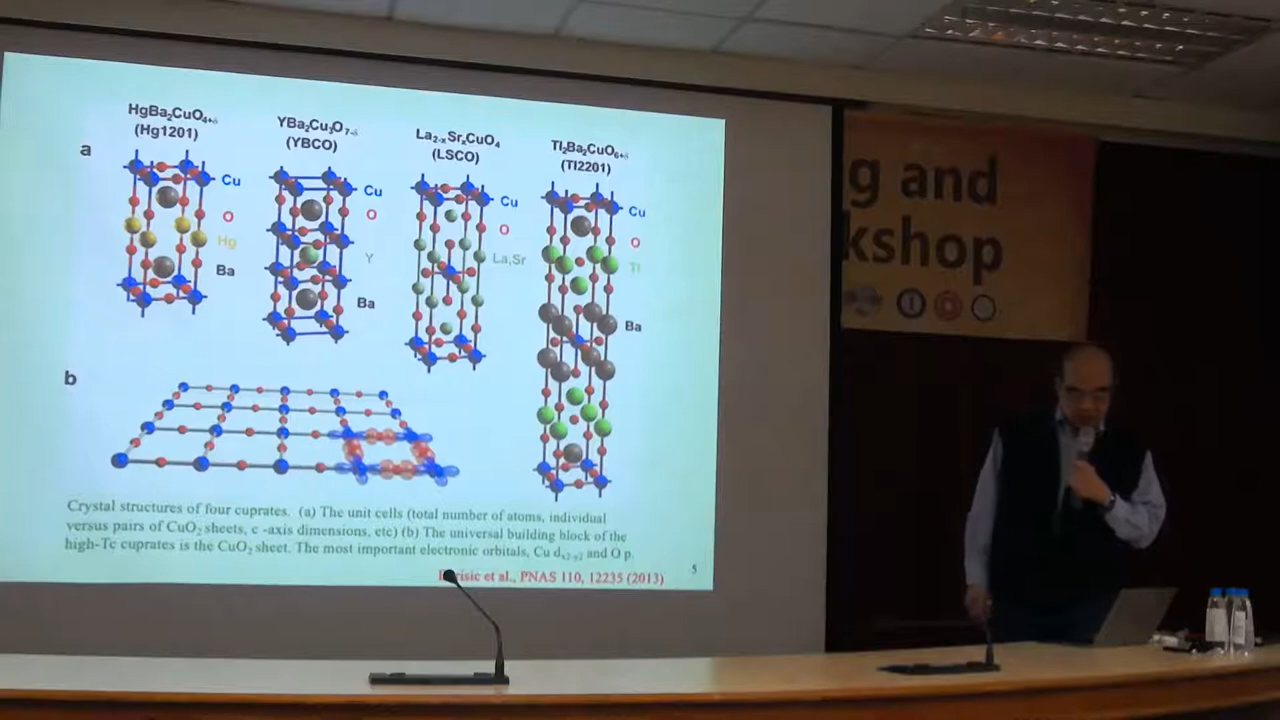 HgBa₂CuO₄₊δ
(Hg1201)
YBa₂Cu₃O₇₋δ
(YBCO)
La₂₋ₓSrₓCuO₄
(LSCO)
Tl₂Ba₂CuO₆₊δ
(Tl2201)
a
Cu
O
Hg
Ba
Cu
O
Y
Ba
Cu
O
La,Sr
Cu
O
Tl
Ba
b
Crystal structures of four cuprates. (a) The unit cells (total number of atoms, individual
versus pairs of CuO₂ sheets, c -axis dimensions, etc) (b) The universal building block of the
high-Tc cuprates is the CuO₂ sheet. The most important electronic orbitals, Cu dₓ₂₋ᵧ₂ and O p.
et al., PNAS 110, 12235 (2013)
5
g and
kshop